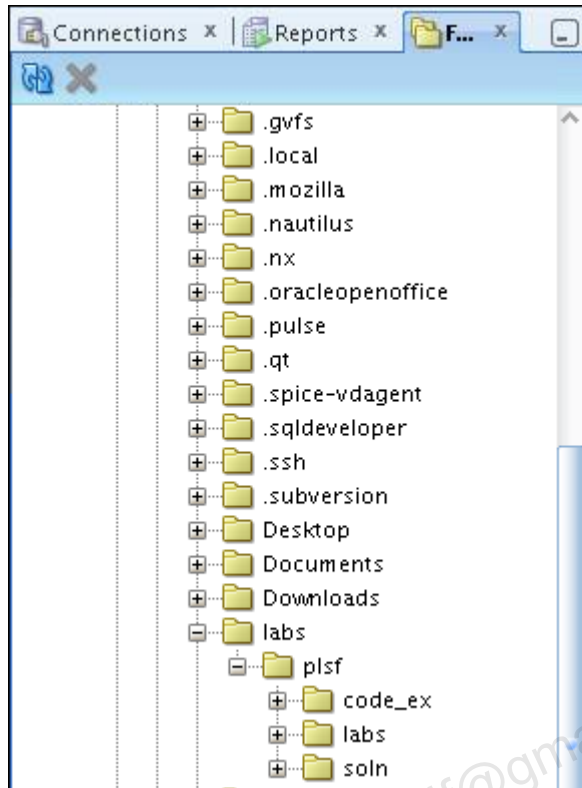 Connections x Reports x F... x
.gvfs
.local
.mozilla
.nautilus
.nx
.oracleopenoffice
.pulse
.qt
.spice-vdagent
.sqldeveloper
.ssh
.subversion
Desktop
Documents
Downloads
labs
plsf
code_ex
labs
soln